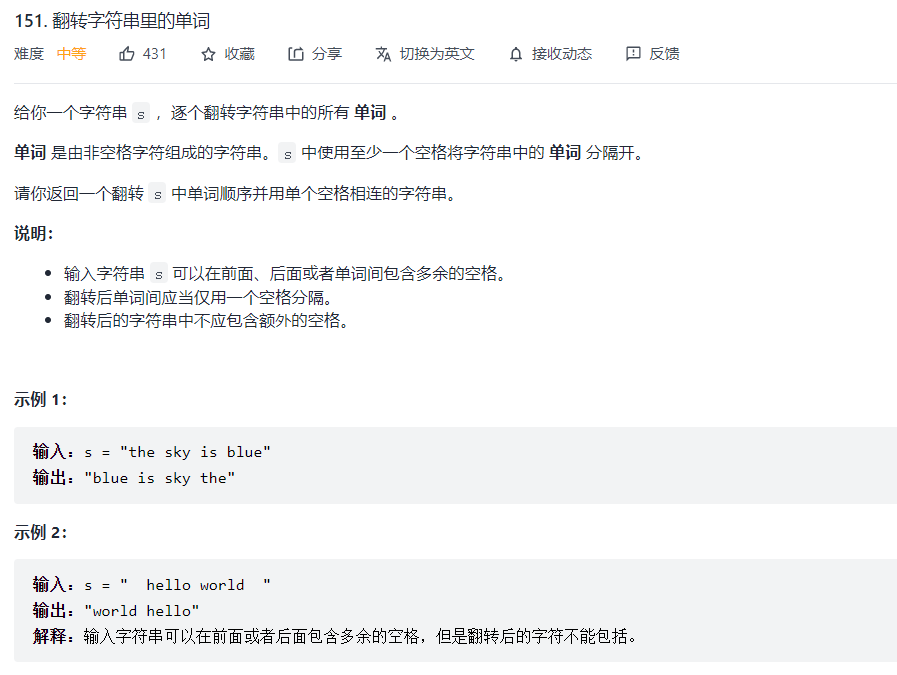 151. 翻转字符串里的单词
难度 中等 431 收藏 分享 切换为英文 接收动态 反馈
给你一个字符串 s ，逐个翻转字符串中的所有 单词 。
单词 是由非空格字符组成的字符串。s 中使用至少一个空格将字符串中的 单词 分隔开。
请你返回一个翻转 s 中单词顺序并用单个空格相连的字符串。
说明：
输入字符串 s 可以在前面、后面或者单词间包含多余的空格。
翻转后单词间应当仅用一个空格分隔。
翻转后的字符串中不应包含额外的空格。
示例 1：
输入：s = "the sky is blue"
输出："blue is sky the"
示例 2：
输入：s = "  hello world  "
输出："world hello"
解释：输入字符串可以在前面或者后面包含多余的空格，但是翻转后的字符不能包括。